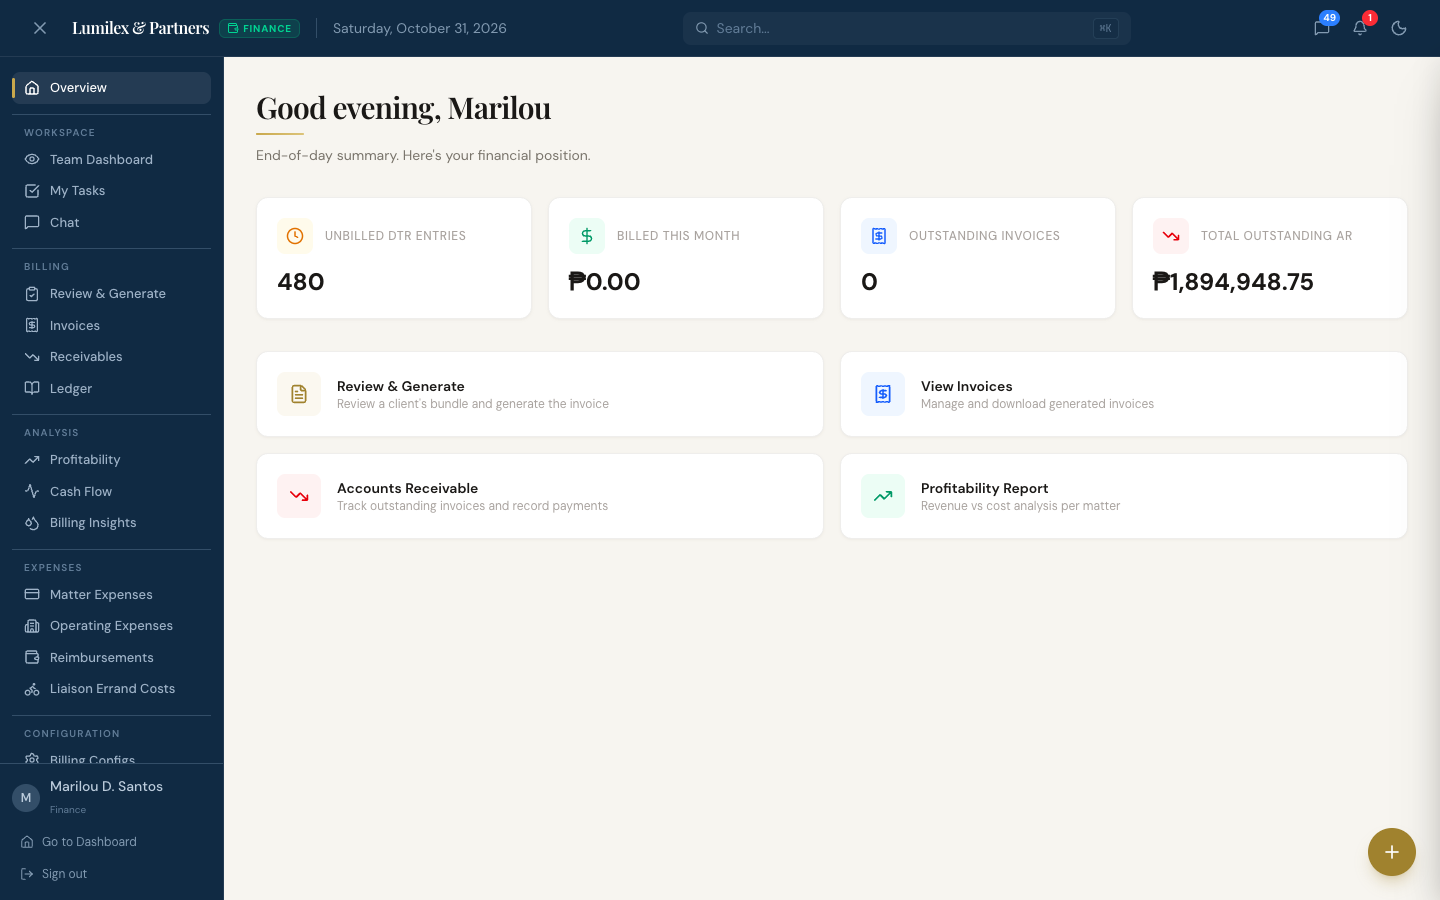 Lumilex & Partners
FINANCE
Saturday, October 31, 2026
Search...
⌘K
49
1
Overview
WORKSPACE
Team Dashboard
My Tasks
Chat
BILLING
Review & Generate
Invoices
Receivables
Ledger
ANALYSIS
Profitability
Cash Flow
Billing Insights
EXPENSES
Matter Expenses
Operating Expenses
Reimbursements
Liaison Errand Costs
CONFIGURATION
Billing Configs
M
Marilou D. Santos
Finance
Go to Dashboard
Sign out
Good evening, Marilou
End-of-day summary. Here's your financial position.
UNBILLED DTR ENTRIES
480
BILLED THIS MONTH
₱0.00
OUTSTANDING INVOICES
0
TOTAL OUTSTANDING AR
₱1,894,948.75
Review & Generate
Review a client's bundle and generate the invoice
View Invoices
Manage and download generated invoices
Accounts Receivable
Track outstanding invoices and record payments
Profitability Report
Revenue vs cost analysis per matter